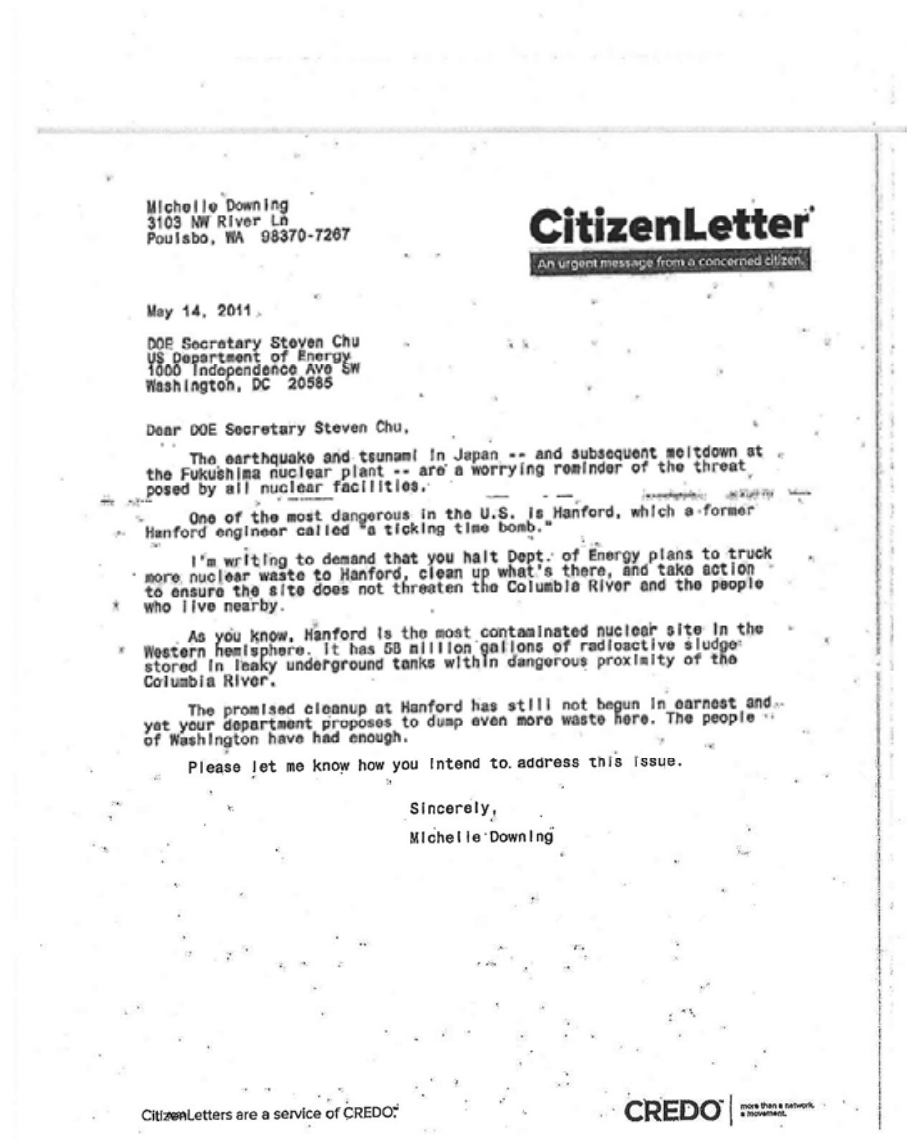 Michelle Downing
3103 NW River Ln
Poulsbo, WA 98370-7267
CitizenLetter
An urgent message from a concerned citizen.
May 14, 2011
DOE Secretary Steven Chu
US Department of Energy
1000 Independence Ave SW
Washington, DC 20585
Dear DOE Secretary Steven Chu,
The earthquake and tsunami in Japan -- and subsequent meltdown at
the Fukushima nuclear plant -- are a worrying reminder of the threat
posed by all nuclear facilities.
One of the most dangerous in the U.S. is Hanford, which a former
Hanford engineer called "a ticking time bomb."
I'm writing to demand that you halt Dept. of Energy plans to truck
more nuclear waste to Hanford, clean up what's there, and take action
to ensure the site does not threaten the Columbia River and the people
who live nearby.
As you know, Hanford is the most contaminated nuclear site in the
Western hemisphere. It has 58 million gallons of radioactive sludge
stored in leaky underground tanks within dangerous proximity of the
Columbia River.
The promised cleanup at Hanford has still not begun in earnest and
yet your department proposes to dump even more waste here. The people
of Washington have had enough.
Please let me know how you intend to address this issue.
Sincerely,
Michelle Downing
CitizenLetters are a service of CREDO.
CREDO
more than a network,
a movement.